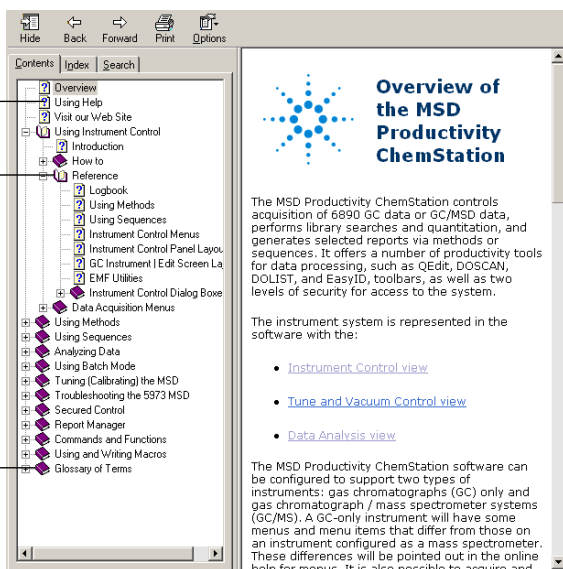 Hide Back Forward Print Options
Contents Index Search
Overview
Using Help
Visit our Web Site
Using Instrument Control
Introduction
How to
Reference
Logbook
Using Methods
Using Sequences
Instrument Control Menus
Instrument Control Panel Layou
GC Instrument | Edit Screen La
EMF Utilities
Instrument Control Dialog Boxe
Data Acquisition Menus
Using Methods
Using Sequences
Analyzing Data
Using Batch Mode
Tuning (Calibrating) the MSD
Troubleshooting the 5973 MSD
Secured Control
Report Manager
Commands and Functions
Using and Writing Macros
Glossary of Terms
Overview of
the MSD
Productivity
ChemStation
The MSD Productivity ChemStation controls
acquisition of 6890 GC data or GC/MSD data,
performs library searches and quantitation, and
generates selected reports via methods or
sequences. It offers a number of productivity tools
for data processing, such as QEdit, DOSCAN,
DOLIST, and EasyID, toolbars, as well as two
levels of security for access to the system.
The instrument system is represented in the
software with the:
• Instrument Control view
• Tune and Vacuum Control view
• Data Analysis view
The MSD Productivity ChemStation software can
be configured to support two types of
instruments: gas chromatographs (GC) only and
gas chromatograph / mass spectrometer systems
(GC/MS). A GC-only instrument will have some
menus and menu items that differ from those on
an instrument configured as a mass spectrometer.
These differences will be pointed out in the online
help for menus. It is also possible to acquire and